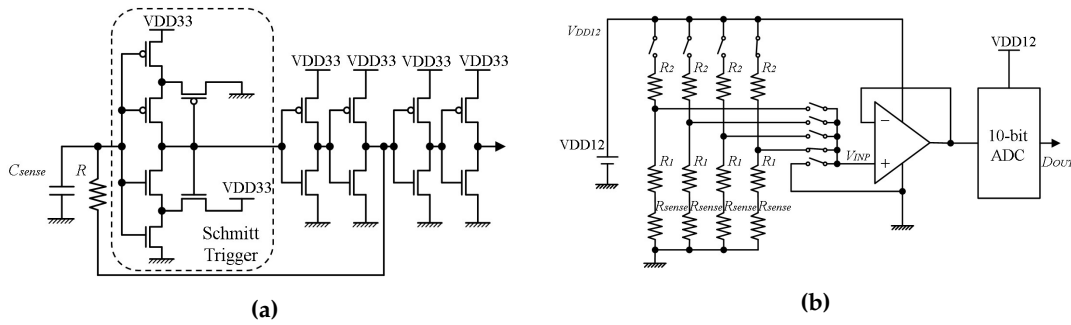 VDD33
VDD33 VDD33 VDD33 VDD33
Csense
R
VDD33
Schmitt
Trigger
(a)
VDD12
R2 R2 R2 R2
VDD12
R1 R1 R1 R1
Rsense Rsense Rsense Rsense
VINP
−
+
VDD12
10-bit
ADC
DOUT
(b)